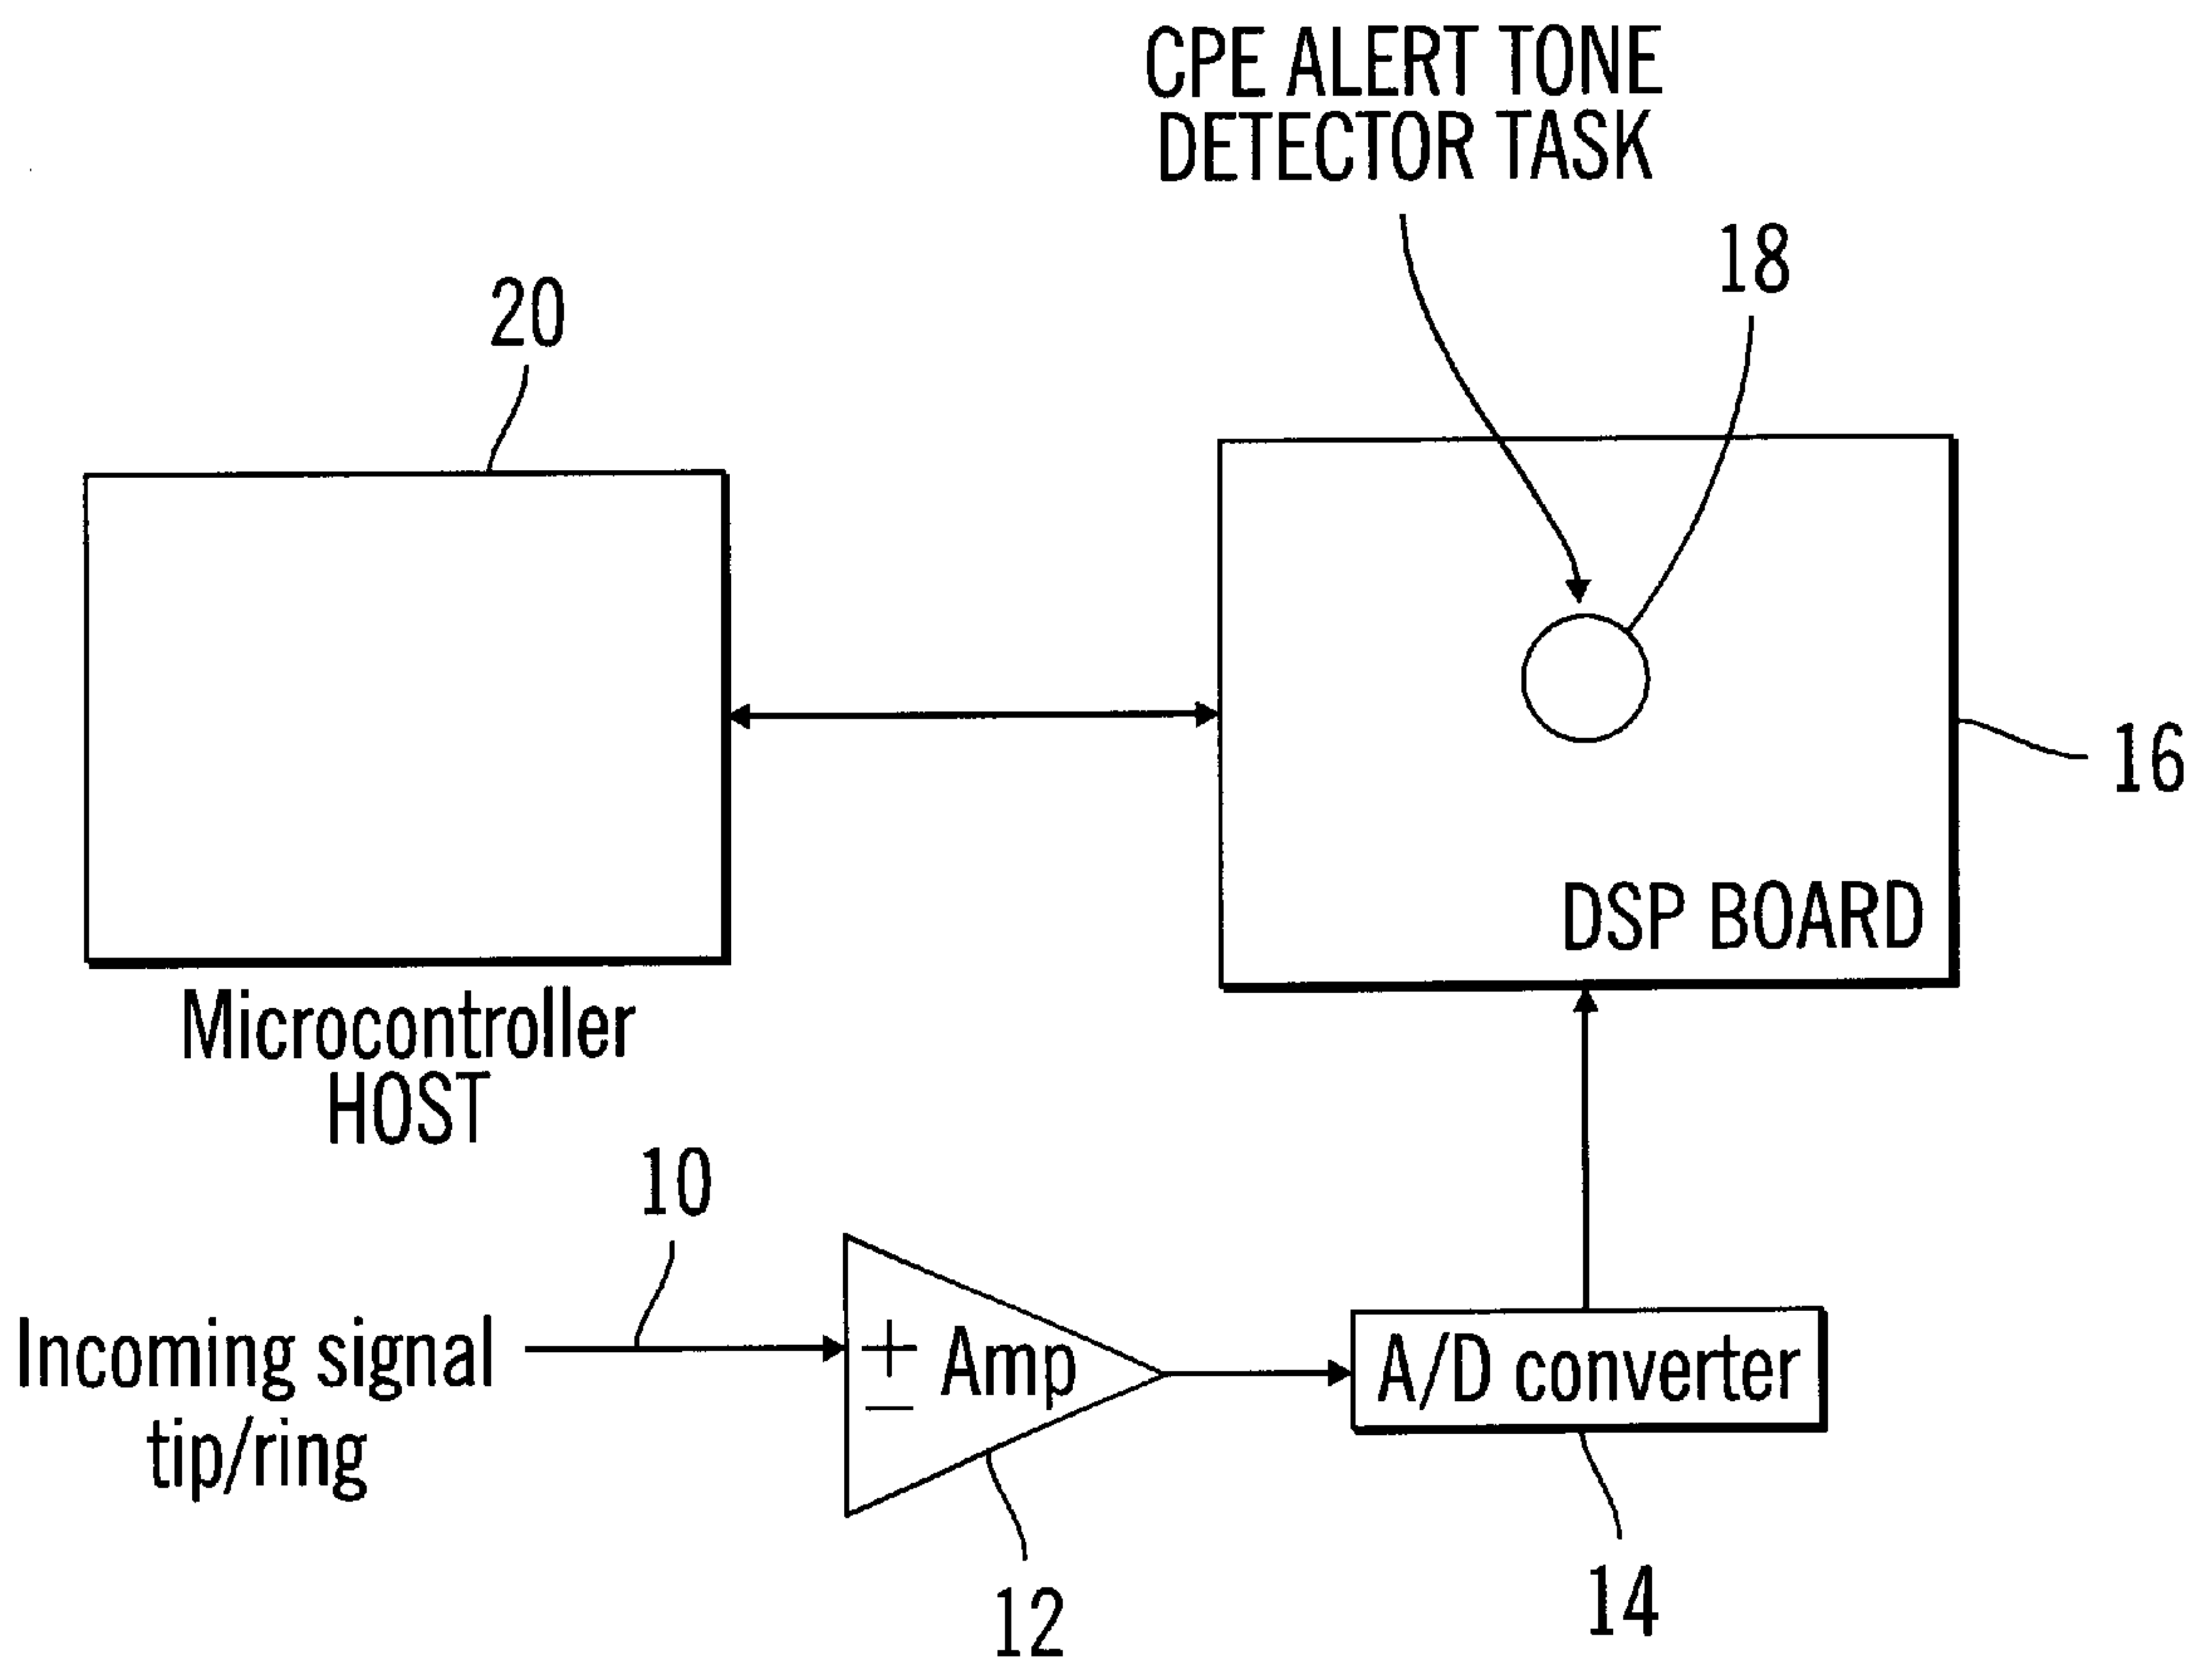 CPE ALERT TONE
DETECTOR TASK
18
20
16
DSP BOARD
Microcontroller
HOST
10
Incoming signal
tip/ring
+
−
Amp
A/D converter
12
14